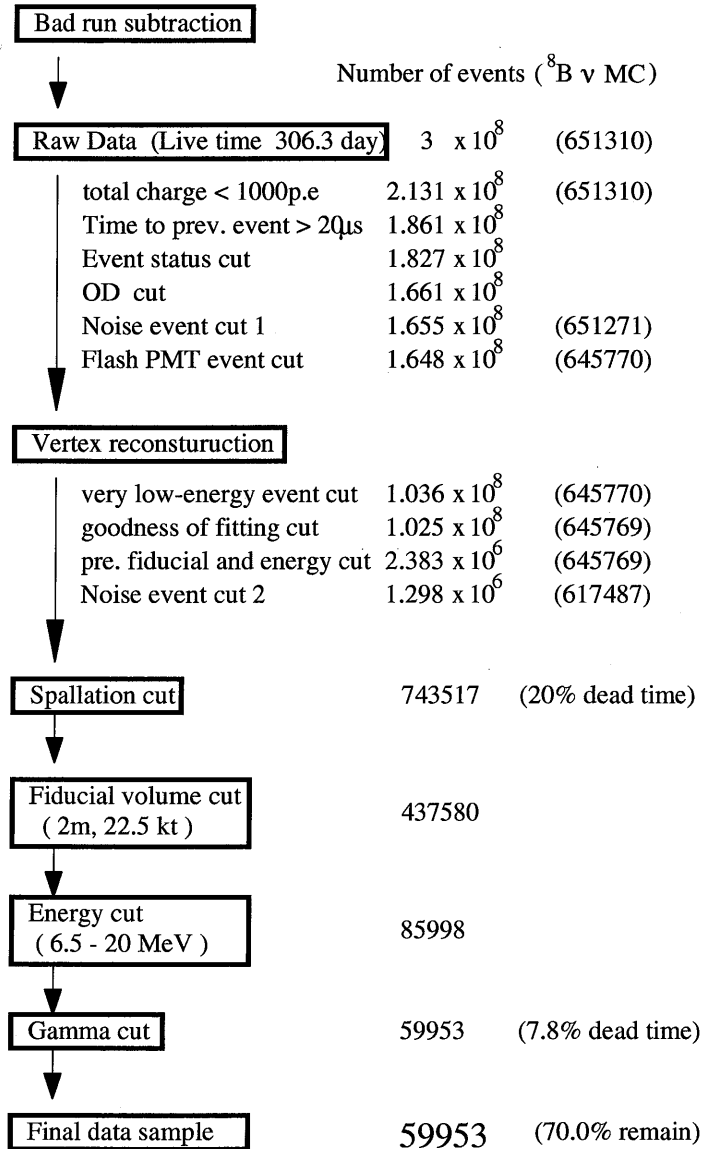 Bad run subtraction
Number of events ( ⁸B ν MC)
Raw Data (Live time 306.3 day) 3 x 10⁸ (651310)
total charge < 1000p.e 2.131 x 10⁸ (651310)
Time to prev. event > 20μs 1.861 x 10⁸
Event status cut 1.827 x 10⁸
OD cut 1.661 x 10⁸
Noise event cut 1 1.655 x 10⁸ (651271)
Flash PMT event cut 1.648 x 10⁸ (645770)
Vertex reconsturuction
very low-energy event cut 1.036 x 10⁸ (645770)
goodness of fitting cut 1.025 x 10⁸ (645769)
pre. fiducial and energy cut 2.383 x 10⁶ (645769)
Noise event cut 2 1.298 x 10⁶ (617487)
Spallation cut 743517 (20% dead time)
Fiducial volume cut
( 2m, 22.5 kt ) 437580
Energy cut
( 6.5 - 20 MeV ) 85998
Gamma cut 59953 (7.8% dead time)
Final data sample 59953 (70.0% remain)